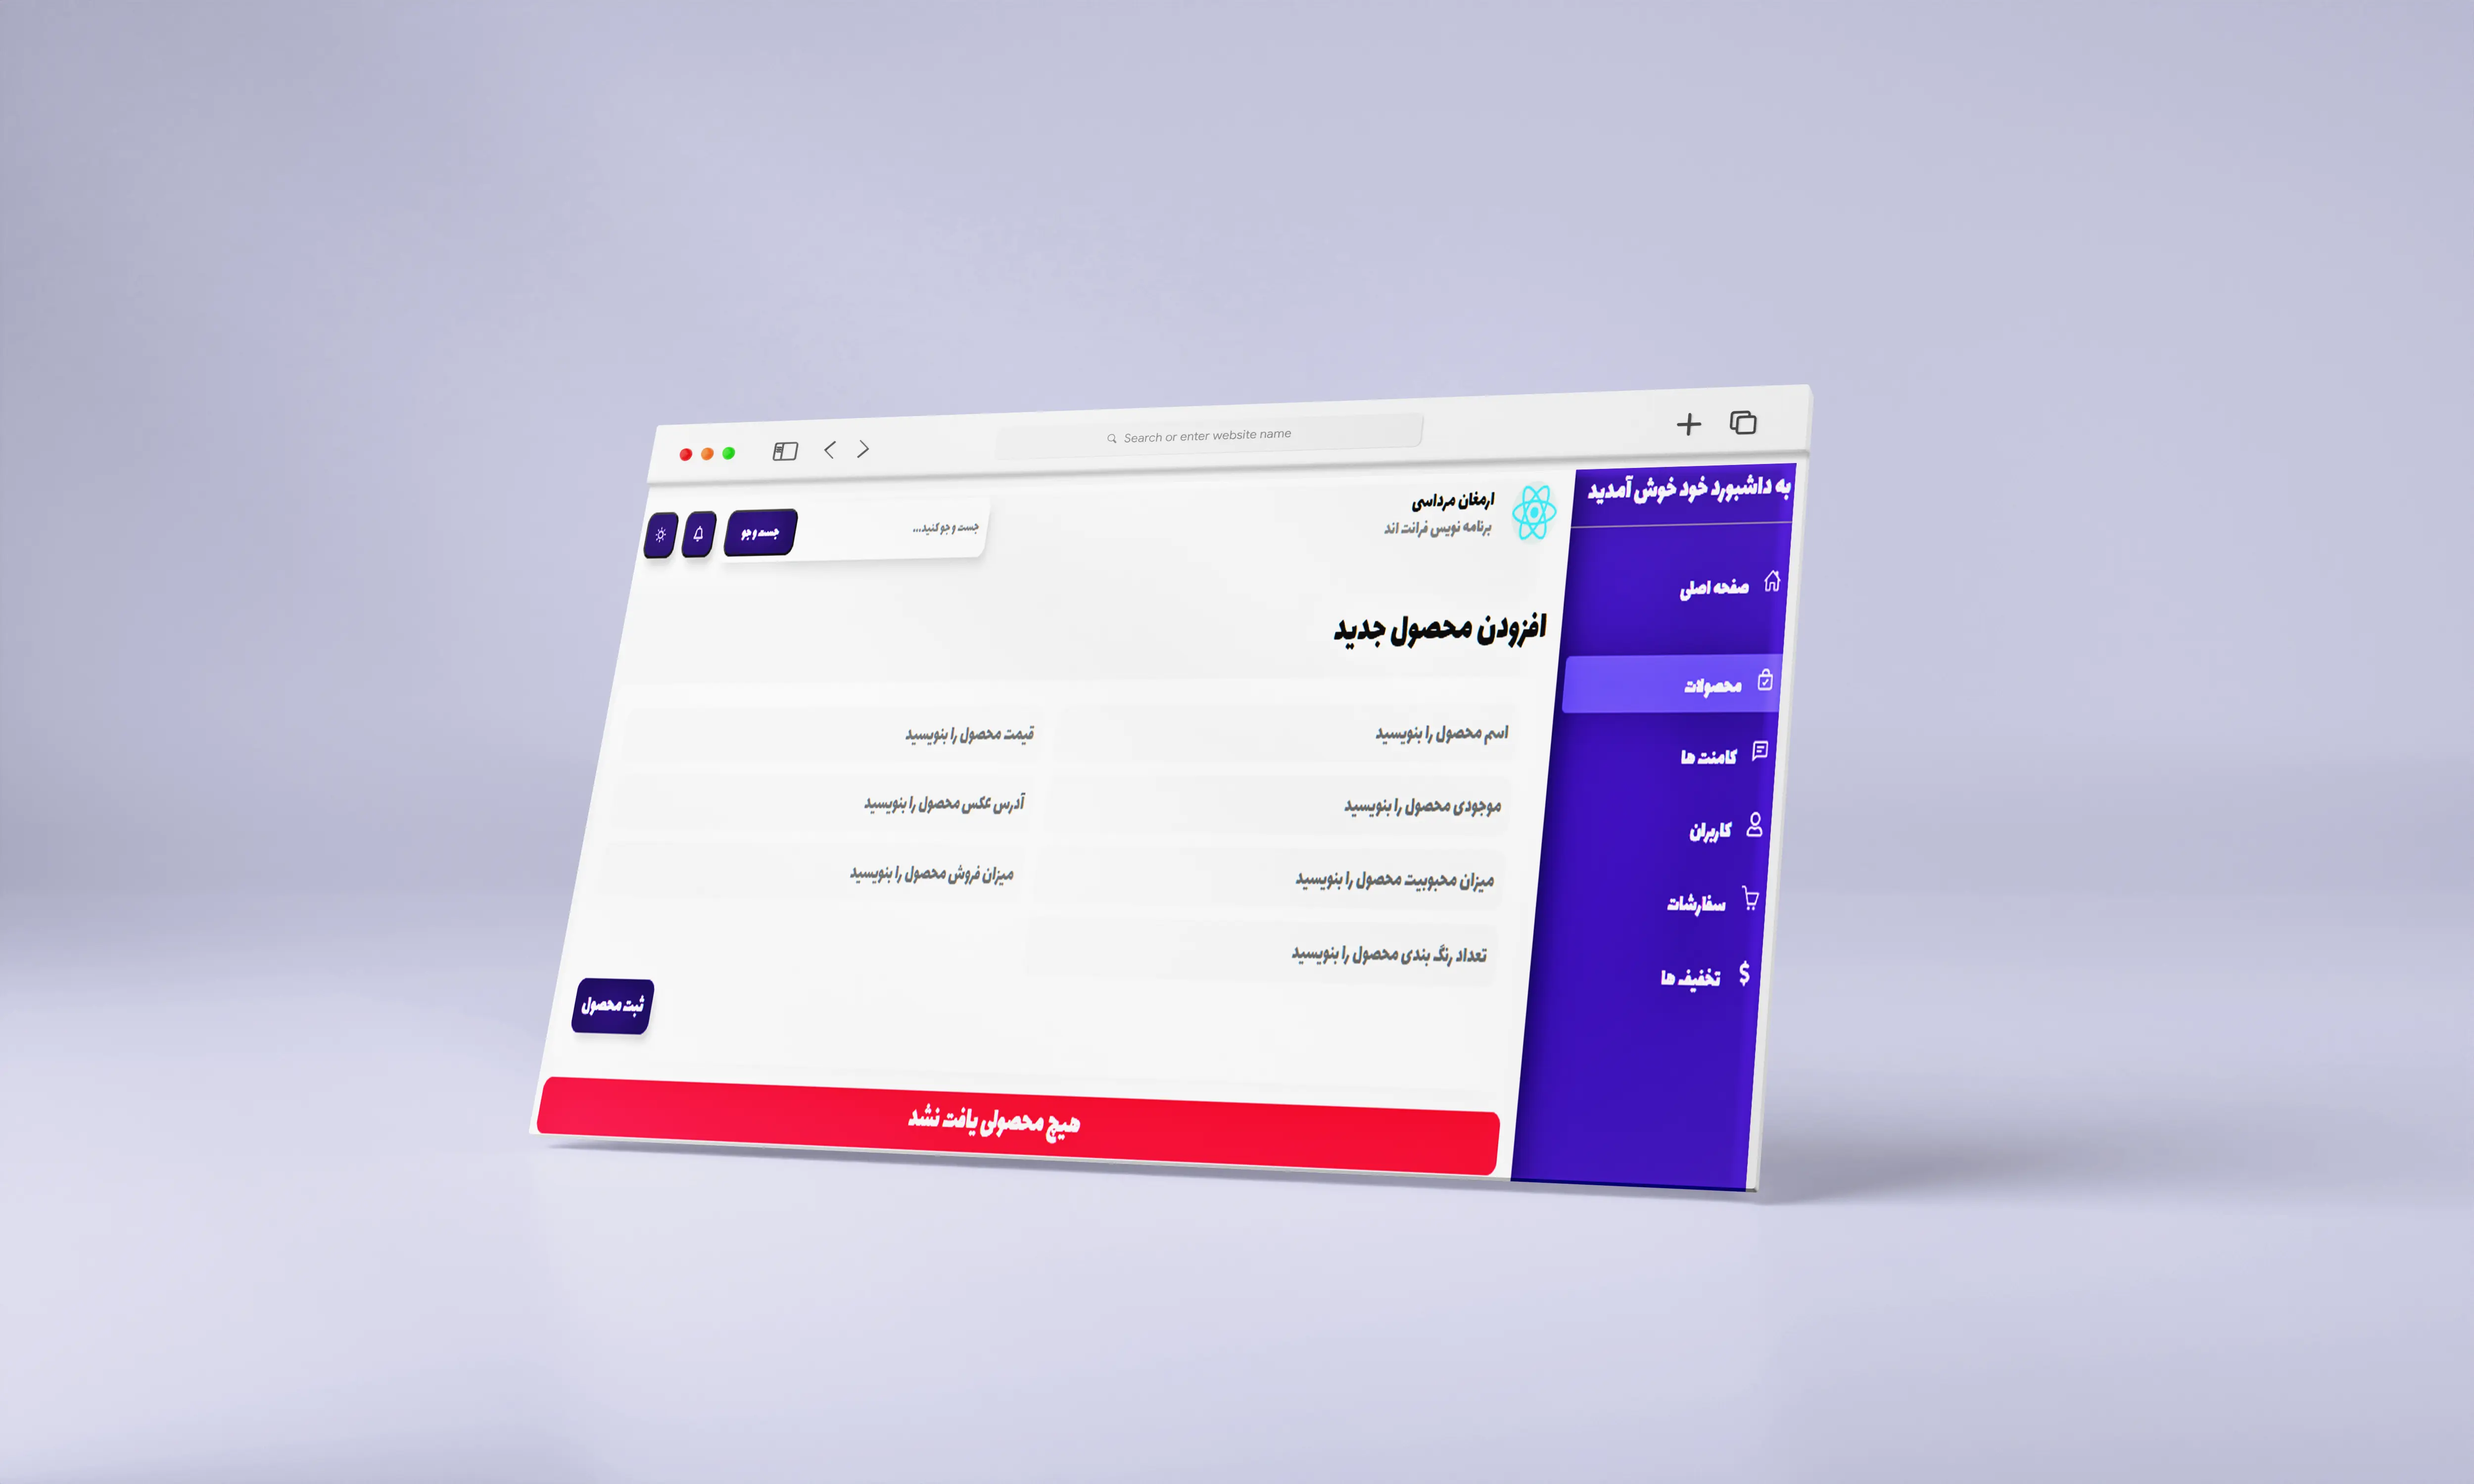 Search or enter website name
به داشبورد خود خوش آمدید
صفحه اصلی
محصولات
کامنت ها
کاربران
سفارشات
تخفیف ها
ارمغان مرداسی
برنامه نویس فرانت اند
جست و جو کنید...
جست و جو
افزودن محصول جدید
اسم محصول را بنویسید
قیمت محصول را بنویسید
موجودی محصول را بنویسید
آدرس عکس محصول را بنویسید
میزان محبوبیت محصول را بنویسید
میزان فروش محصول را بنویسید
تعداد رنگ بندی محصول را بنویسید
ثبت محصول
هیچ محصولی یافت نشد